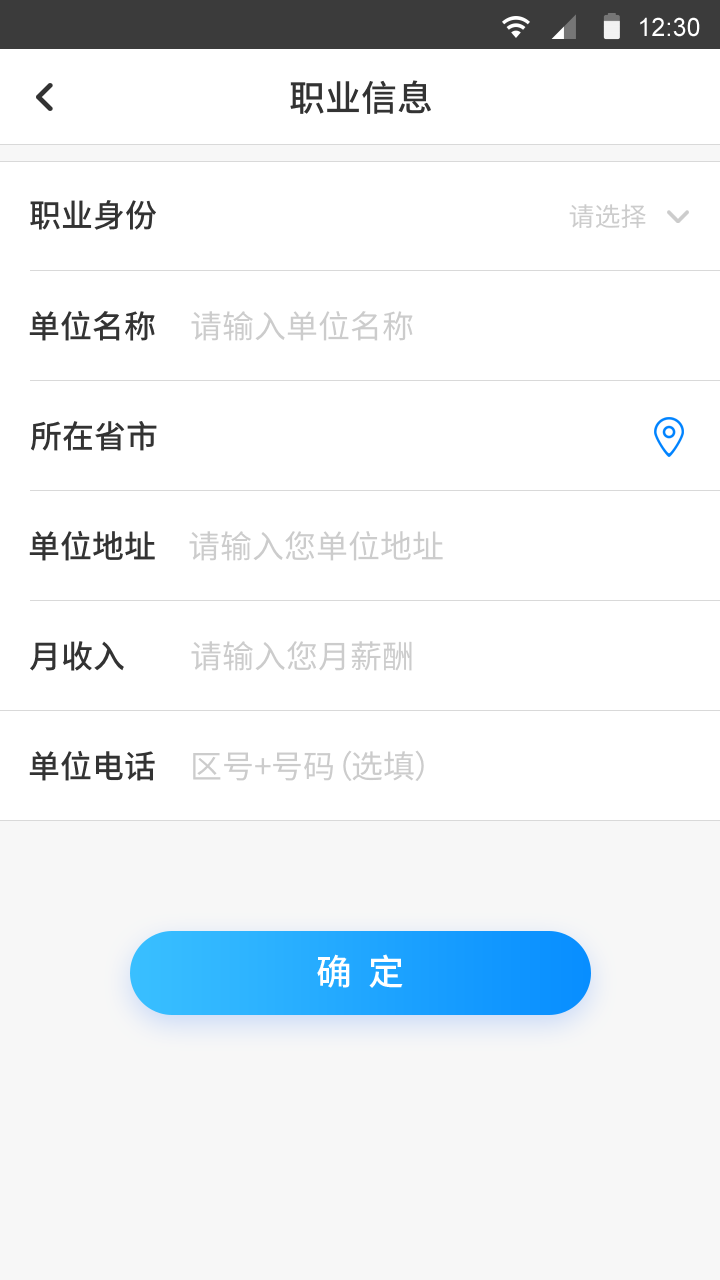 12:30
职业信息
职业身份 请选择
单位名称 请输入单位名称
所在省市
单位地址 请输入您单位地址
月收入 请输入您月薪酬
单位电话 区号+号码(选填)
确 定